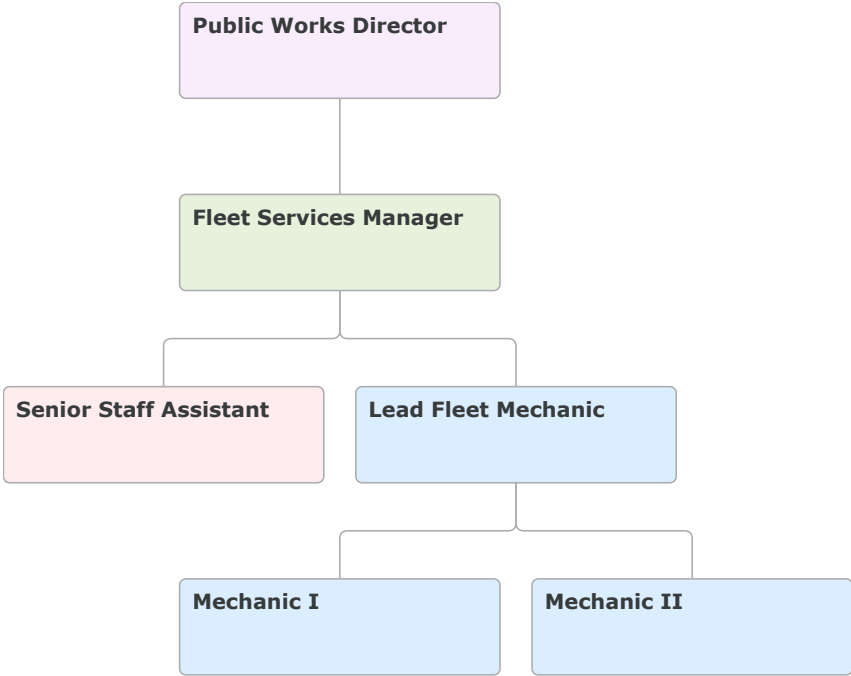 Public Works Director
Fleet Services Manager
Senior Staff Assistant
Lead Fleet Mechanic
Mechanic I
Mechanic II